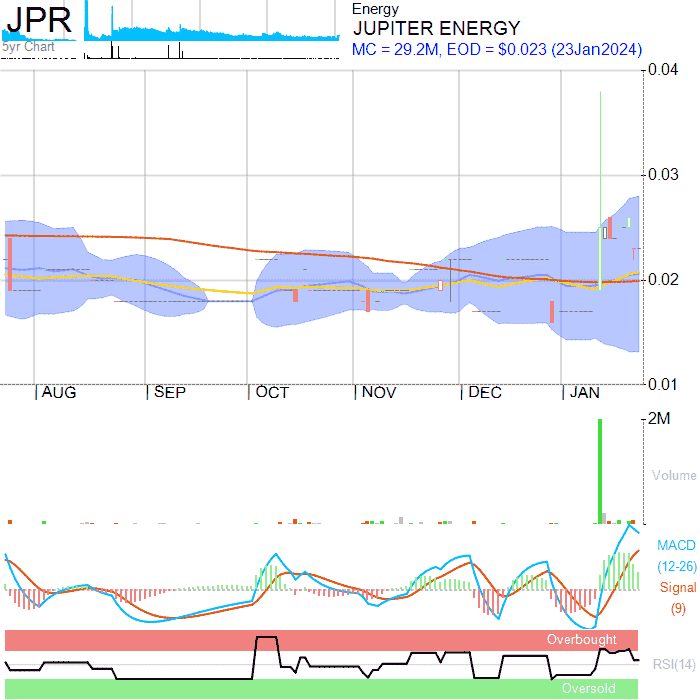 JPR
5yr Chart
Energy
JUPITER ENERGY
MC = 29.2M, EOD = $0.023 (23Jan2024)
0.04
0.03
0.02
0.01
AUG SEP OCT NOV DEC JAN
2M
Volume
MACD
(12-26)
Signal
(9)
Overbought
RSI(14)
Oversold